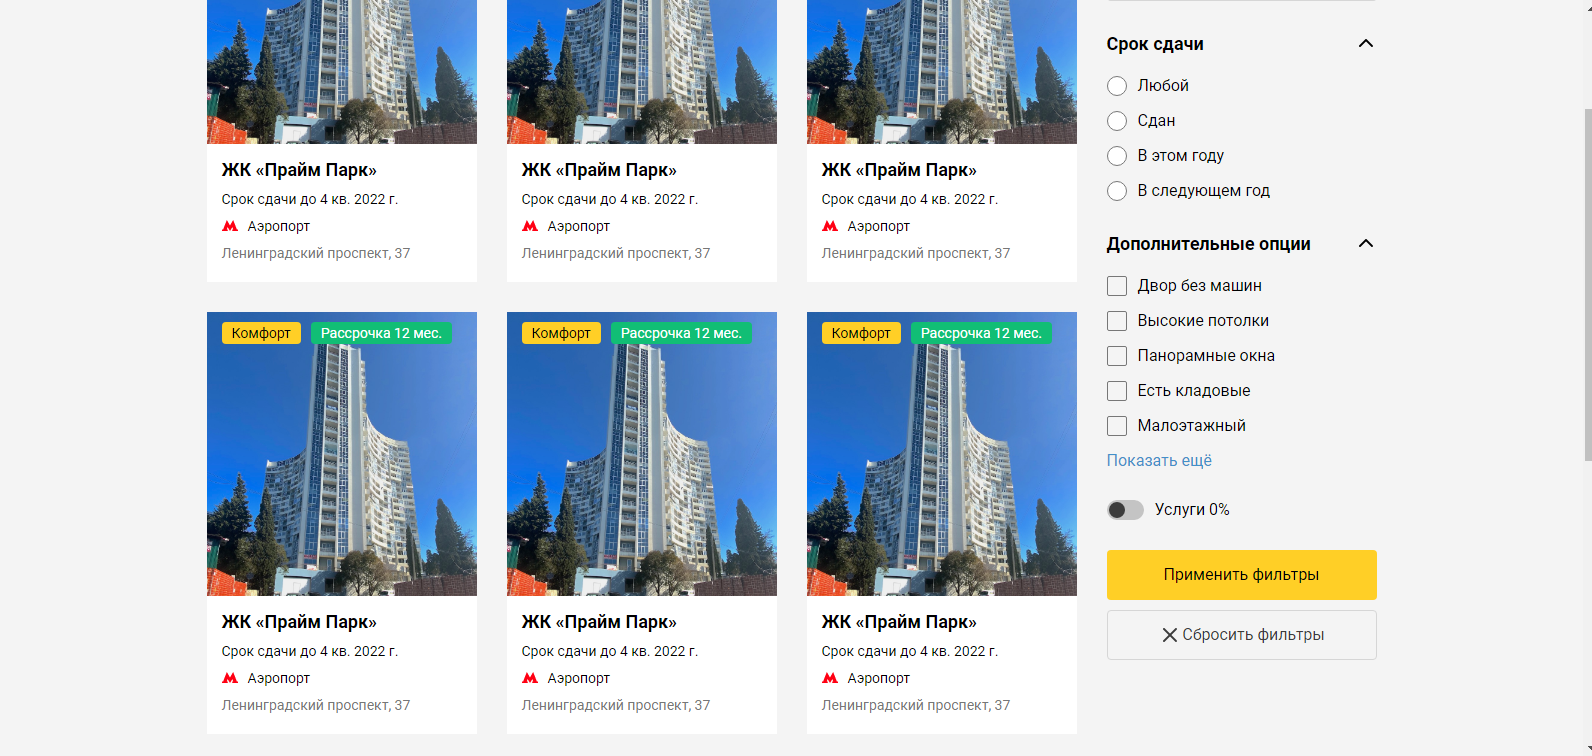 ЖК «Прайм Парк»
Срок сдачи до 4 кв. 2022 г.
Аэропорт
Ленинградский проспект, 37
ЖК «Прайм Парк»
Срок сдачи до 4 кв. 2022 г.
Аэропорт
Ленинградский проспект, 37
ЖК «Прайм Парк»
Срок сдачи до 4 кв. 2022 г.
Аэропорт
Ленинградский проспект, 37
Комфорт
Рассрочка 12 мес.
ЖК «Прайм Парк»
Срок сдачи до 4 кв. 2022 г.
Аэропорт
Ленинградский проспект, 37
Комфорт
Рассрочка 12 мес.
ЖК «Прайм Парк»
Срок сдачи до 4 кв. 2022 г.
Аэропорт
Ленинградский проспект, 37
Комфорт
Рассрочка 12 мес.
ЖК «Прайм Парк»
Срок сдачи до 4 кв. 2022 г.
Аэропорт
Ленинградский проспект, 37
Срок сдачи
Любой
Сдан
В этом году
В следующем год
Дополнительные опции
Двор без машин
Высокие потолки
Панорамные окна
Есть кладовые
Малоэтажный
Показать ещё
Услуги 0%
Применить фильтры
Сбросить фильтры